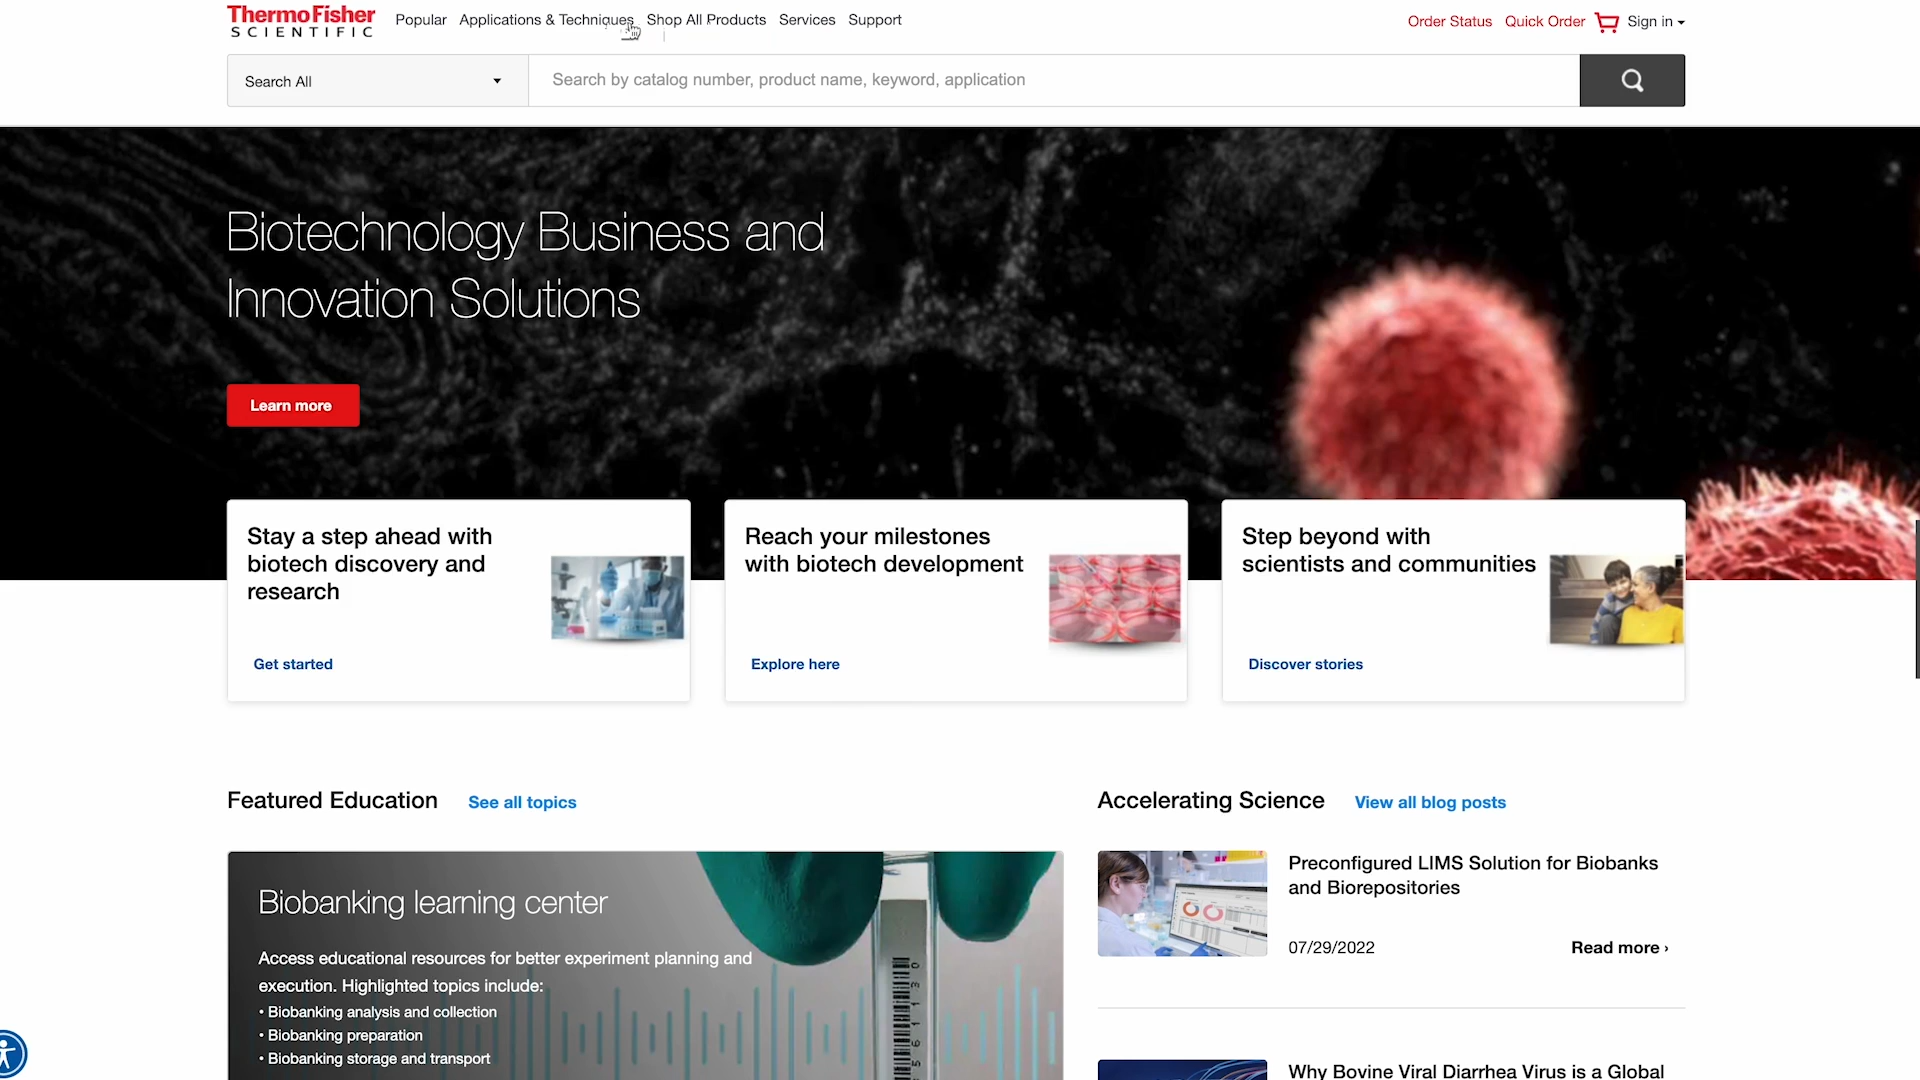 ThermoFisher
SCIENTIFIC
Popular Applications & Techniques Shop All Products Services Support
Order Status Quick Order Sign in
Search All
Search by catalog number, product name, keyword, application
Biotechnology Business and
Innovation Solutions
Learn more
Stay a step ahead with
biotech discovery and
research
Get started
Reach your milestones
with biotech development
Explore here
Step beyond with
scientists and communities
Discover stories
Featured Education See all topics
Biobanking learning center
Access educational resources for better experiment planning and
execution. Highlighted topics include:
• Biobanking analysis and collection
• Biobanking preparation
• Biobanking storage and transport
Accelerating Science View all blog posts
Preconfigured LIMS Solution for Biobanks
and Biorepositories
07/29/2022 Read more ›
Why Bovine Viral Diarrhea Virus is a Global